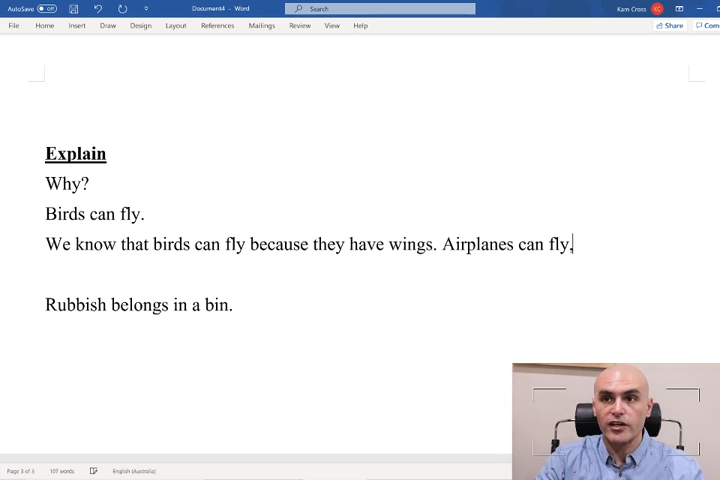 AutoSave Off Document4 - Word Search Kam Cross KC
File Home Insert Draw Design Layout References Mailings Review View Help Share Com
Explain
Why?
Birds can fly.
We know that birds can fly because they have wings. Airplanes can fly,
Rubbish belongs in a bin.
Page 3 of 3 107 words English (Australia)